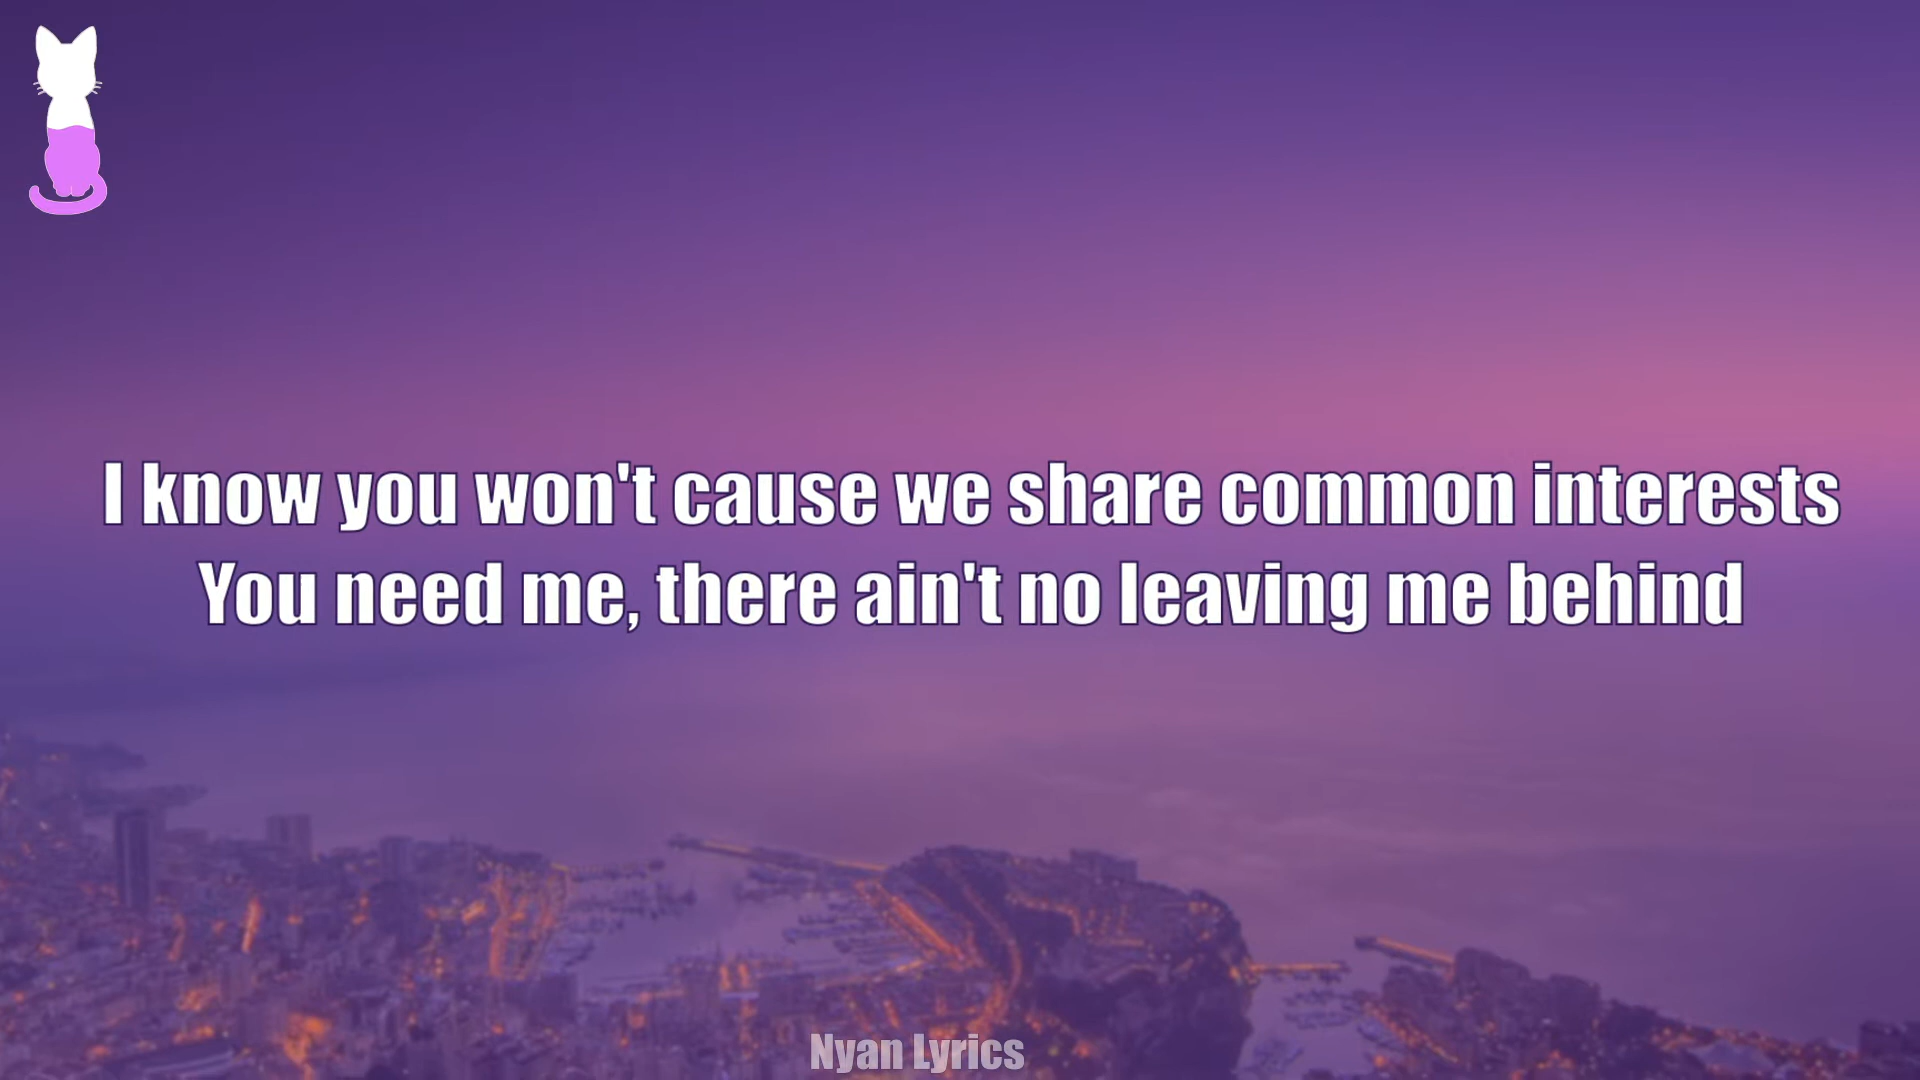 I know you won't cause we share common interests
You need me, there ain't no leaving me behind
Nyan Lyrics